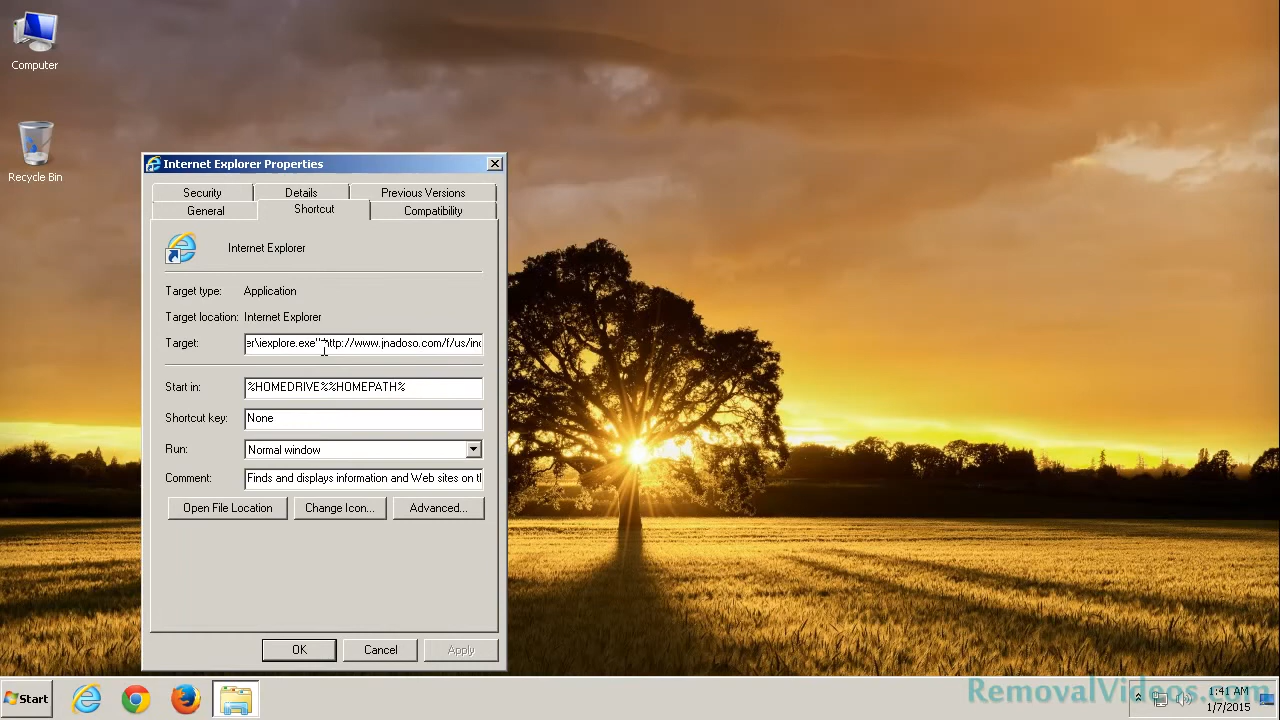 Computer
Recycle Bin
Internet Explorer Properties
Security Details Previous Versions
General Shortcut Compatibility
Internet Explorer
Target type: Application
Target location: Internet Explorer
Target: er\iexplore.exe" http://www.jnadoso.com/f/us/inc
Start in: %HOMEDRIVE%%HOMEPATH%
Shortcut key: None
Run: Normal window
Comment: Finds and displays information and Web sites on th
Open File Location Change Icon... Advanced...
OK Cancel Apply
Start
RemovalVideos.com
1:41 AM
1/7/2015